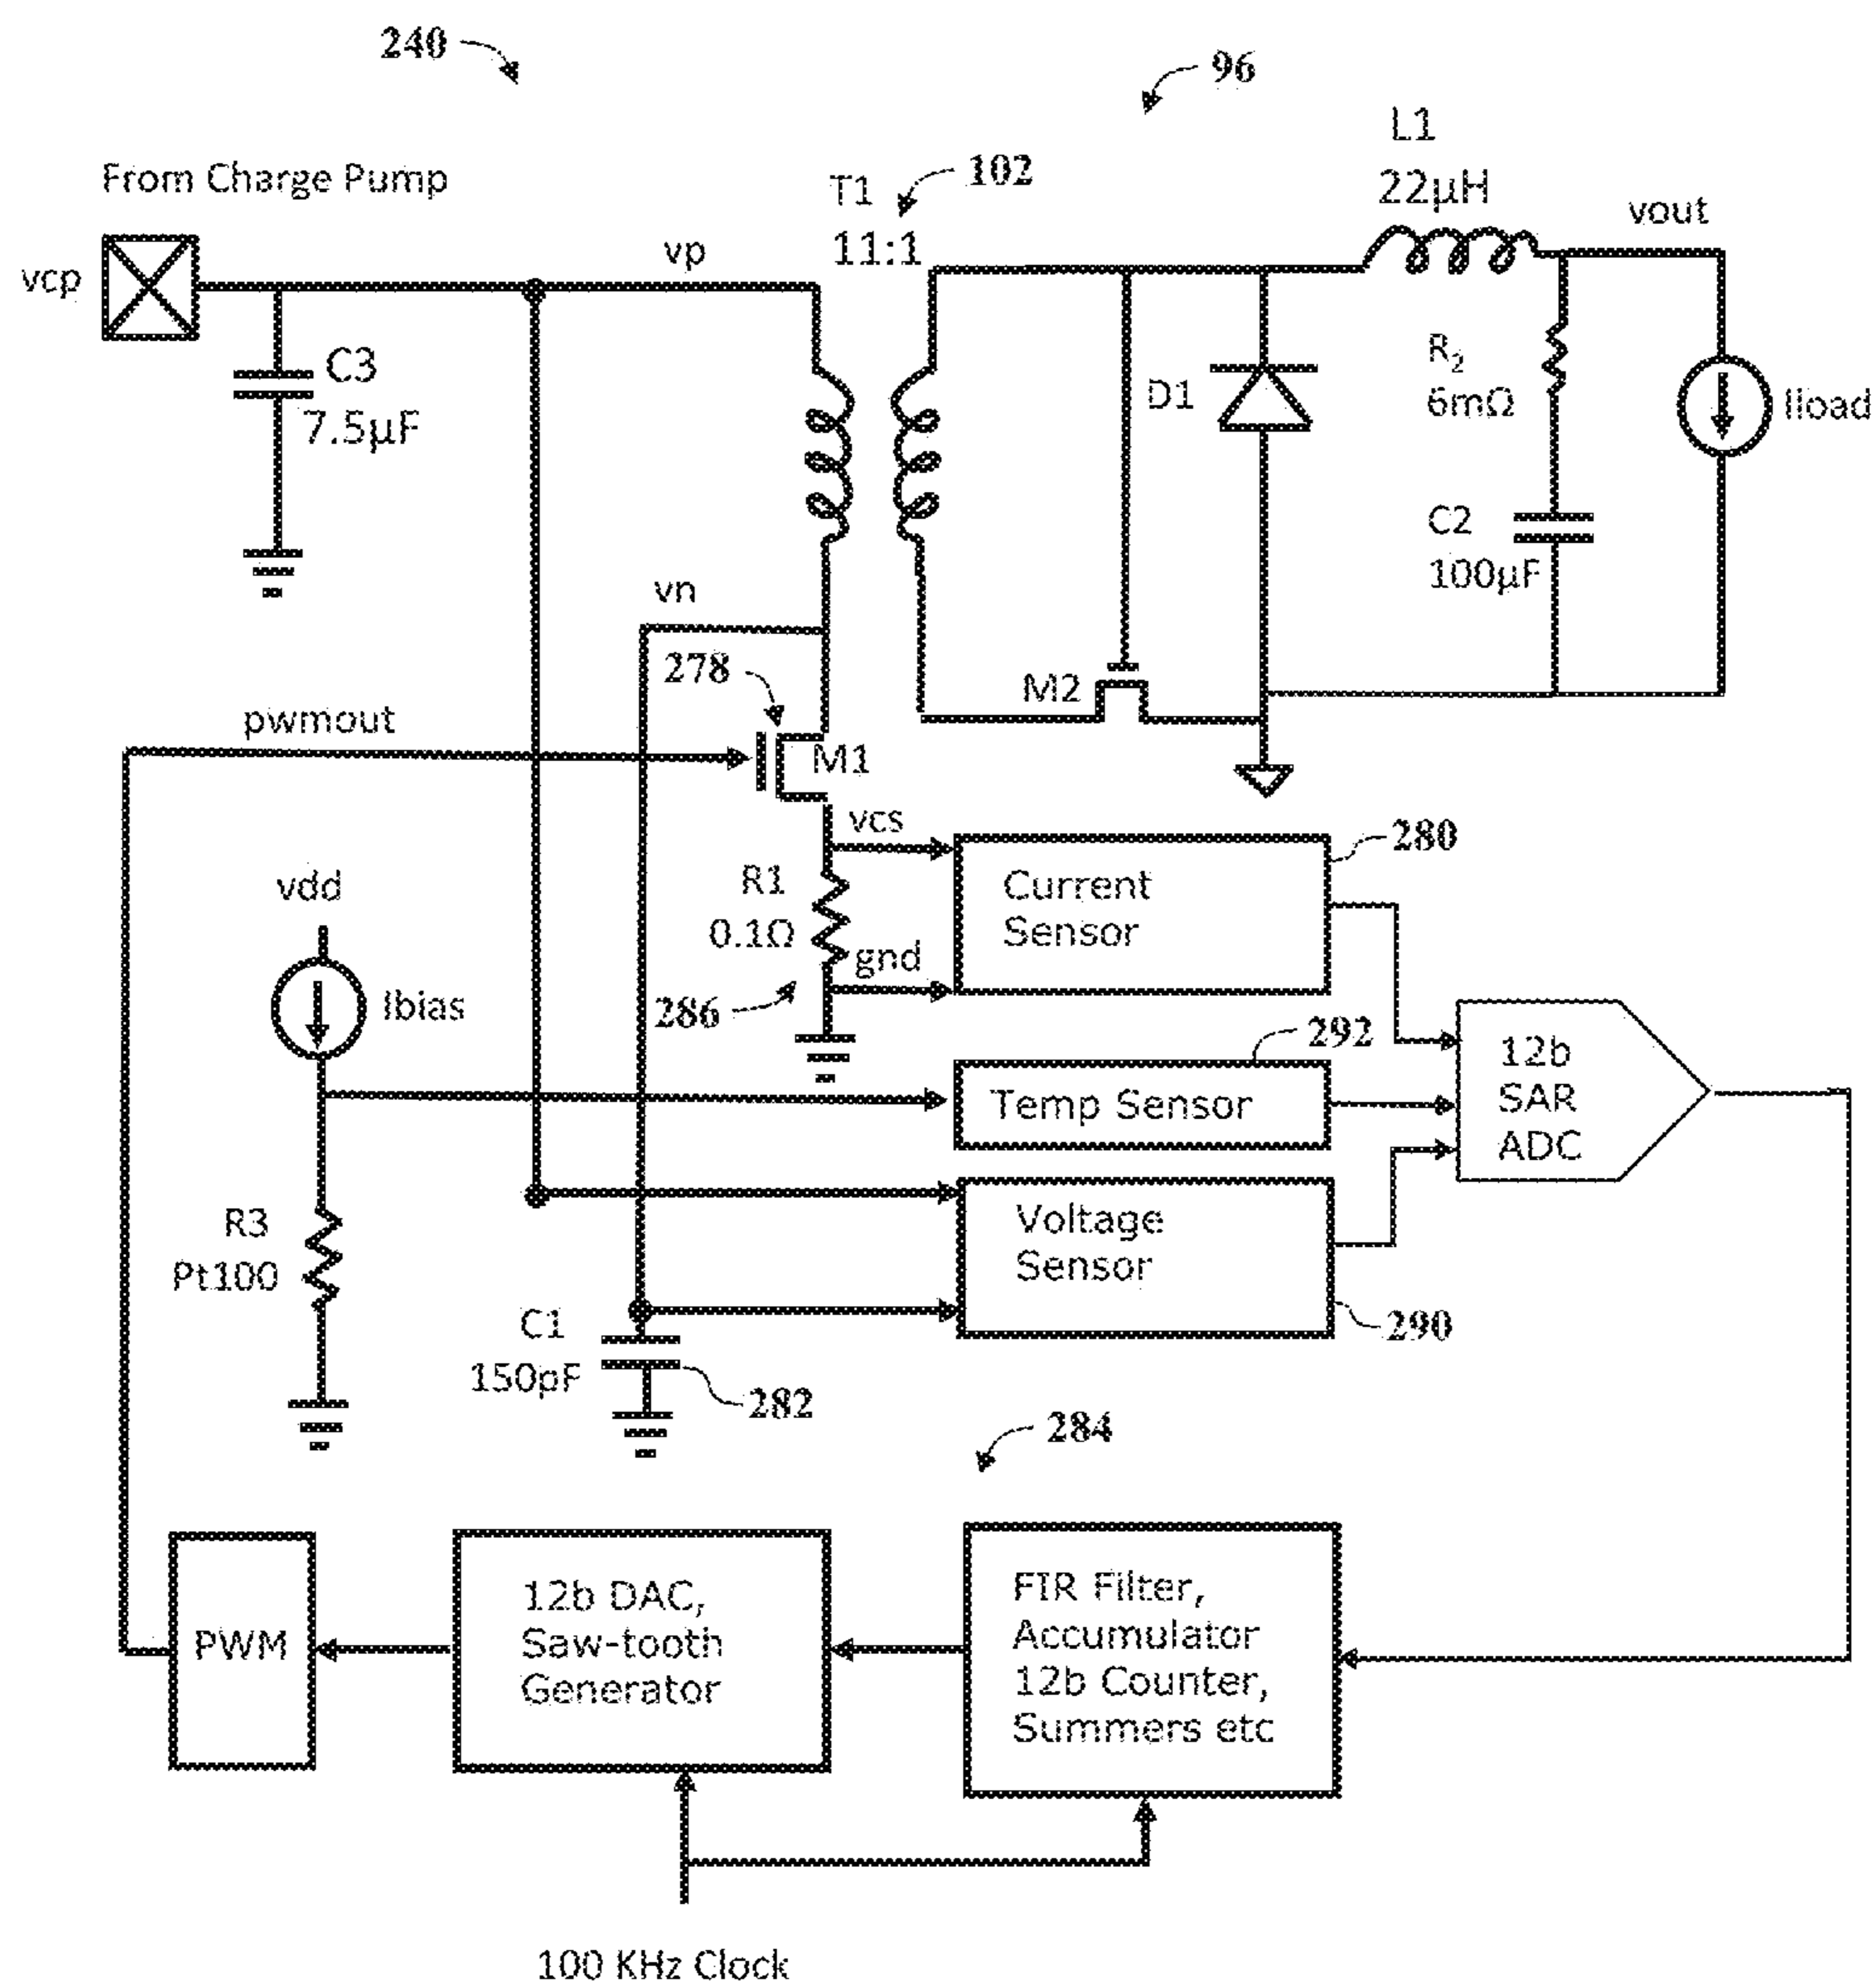 240
96
From Charge Pump
vcp
C3
7.5µF
vp
T1
11:1
102
L1
22µH
vout
D1
R2
6mΩ
C2
100µF
Iload
vn
278
pwmout
M1
M2
vcs
R1
0.1Ω
gnd
286
Current
Sensor
280
vdd
Ibias
292
Temp Sensor
12b
SAR
ADC
R3
Pt100
Voltage
Sensor
290
C1
150pF
282
284
PWM
12b DAC,
Saw-tooth
Generator
FIR Filter,
Accumulator
12b Counter,
Summers etc
100 KHz Clock